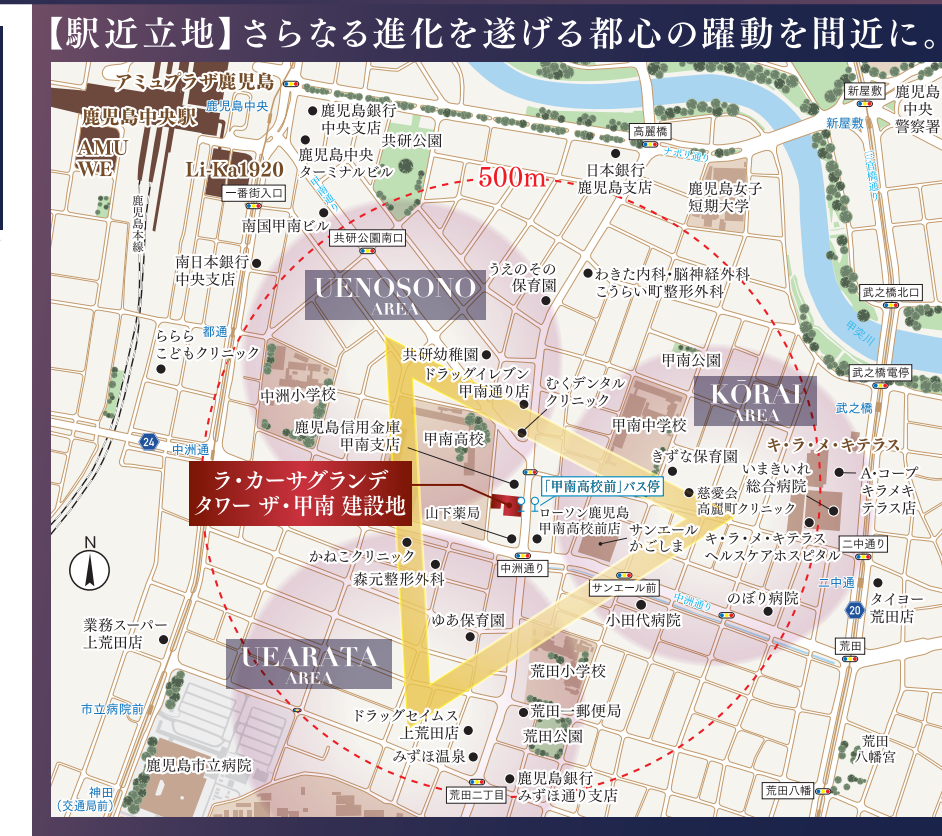 【駅近立地】さらなる進化を遂げる都心の躍動を間近に。
アミュプラザ鹿児島
鹿児島中央駅
鹿児島中央
AMU
WE
Li-Ka1920
一番街入口
鹿児島銀行
中央支店
鹿児島中央
ターミナルビル
共研公園
甲南通り
南国甲南ビル
共研公園南口
鹿児島本線
南日本銀行
中央支店
500m
高麗橋
ナポリ通り
日本銀行
鹿児島支店
鹿児島女子
短期大学
新屋敷
新屋敷
鹿児島
中央
警察署
三官橋通り
UENOSONO
AREA
うえのその
保育園
わきた内科・脳神経外科
こうらい町整形外科
武之橋北口
甲突川
武之橋電停
武之橋
ららら
こどもクリニック
都通
中洲小学校
共研幼稚園
ドラッグイレブン
甲南通り店
むくデンタル
クリニック
甲南公園
KŌRAI
AREA
甲南中学校
鹿児島信用金庫
甲南支店
甲南高校
24
中洲通
ラ・カーサグランデ
タワー ザ・甲南 建設地
「甲南高校前」バス停
きずな保育園
キ・ラ・メ・キテラス
いまきいれ
総合病院
A・コープ
キラメキ
テラス店
慈愛会
高麗町クリニック
山下薬局
ローソン鹿児島
甲南高校前店
サンエール
かごしま
キ・ラ・メ・キテラス
ヘルスケアホスピタル
二中通り
N
かねこクリニック
森元整形外科
中洲通り
サンエール前
中洲通り
小田代病院
のぼり病院
二中通
20
タイヨー
荒田店
荒田
業務スーパー
上荒田店
ゆあ保育園
UEARATA
AREA
荒田小学校
市立病院前
ドラッグセイムス
上荒田店
荒田一郵便局
荒田公園
みずほ温泉
鹿児島市立病院
鹿児島銀行
みずほ通り支店
荒田二丁目
神田
(交通局前)
荒田
八幡宮
荒田八幡